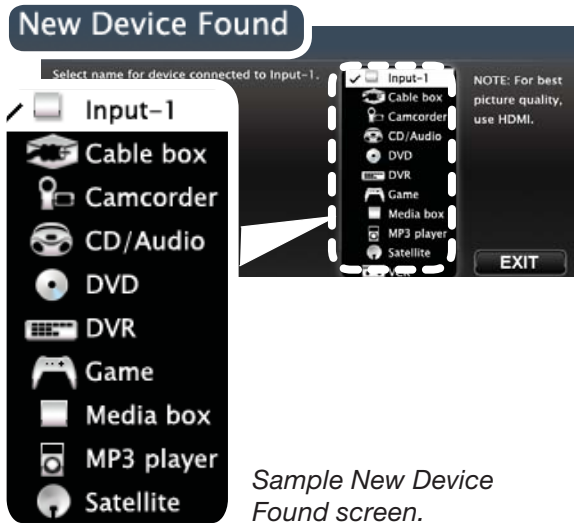 New Device Found
Select name for device connected to Input-1.
Input-1
Cable box
Camcorder
CD/Audio
DVD
DVR
Game
Media box
MP3 player
Satellite
Input-1
Cable box
Camcorder
CD/Audio
DVD
DVR
Game
Media box
MP3 player
Satellite
VCR
NOTE: For best
picture quality,
use HDMI.
EXIT
Sample New Device
Found screen.